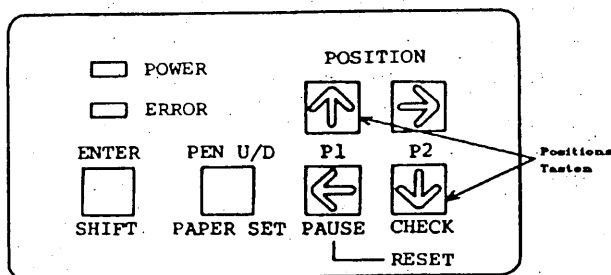 POSITION
POWER
ERROR
ENTER PEN U/D P1 P2
Positions
Tasten
SHIFT PAPER SET PAUSE CHECK
RESET